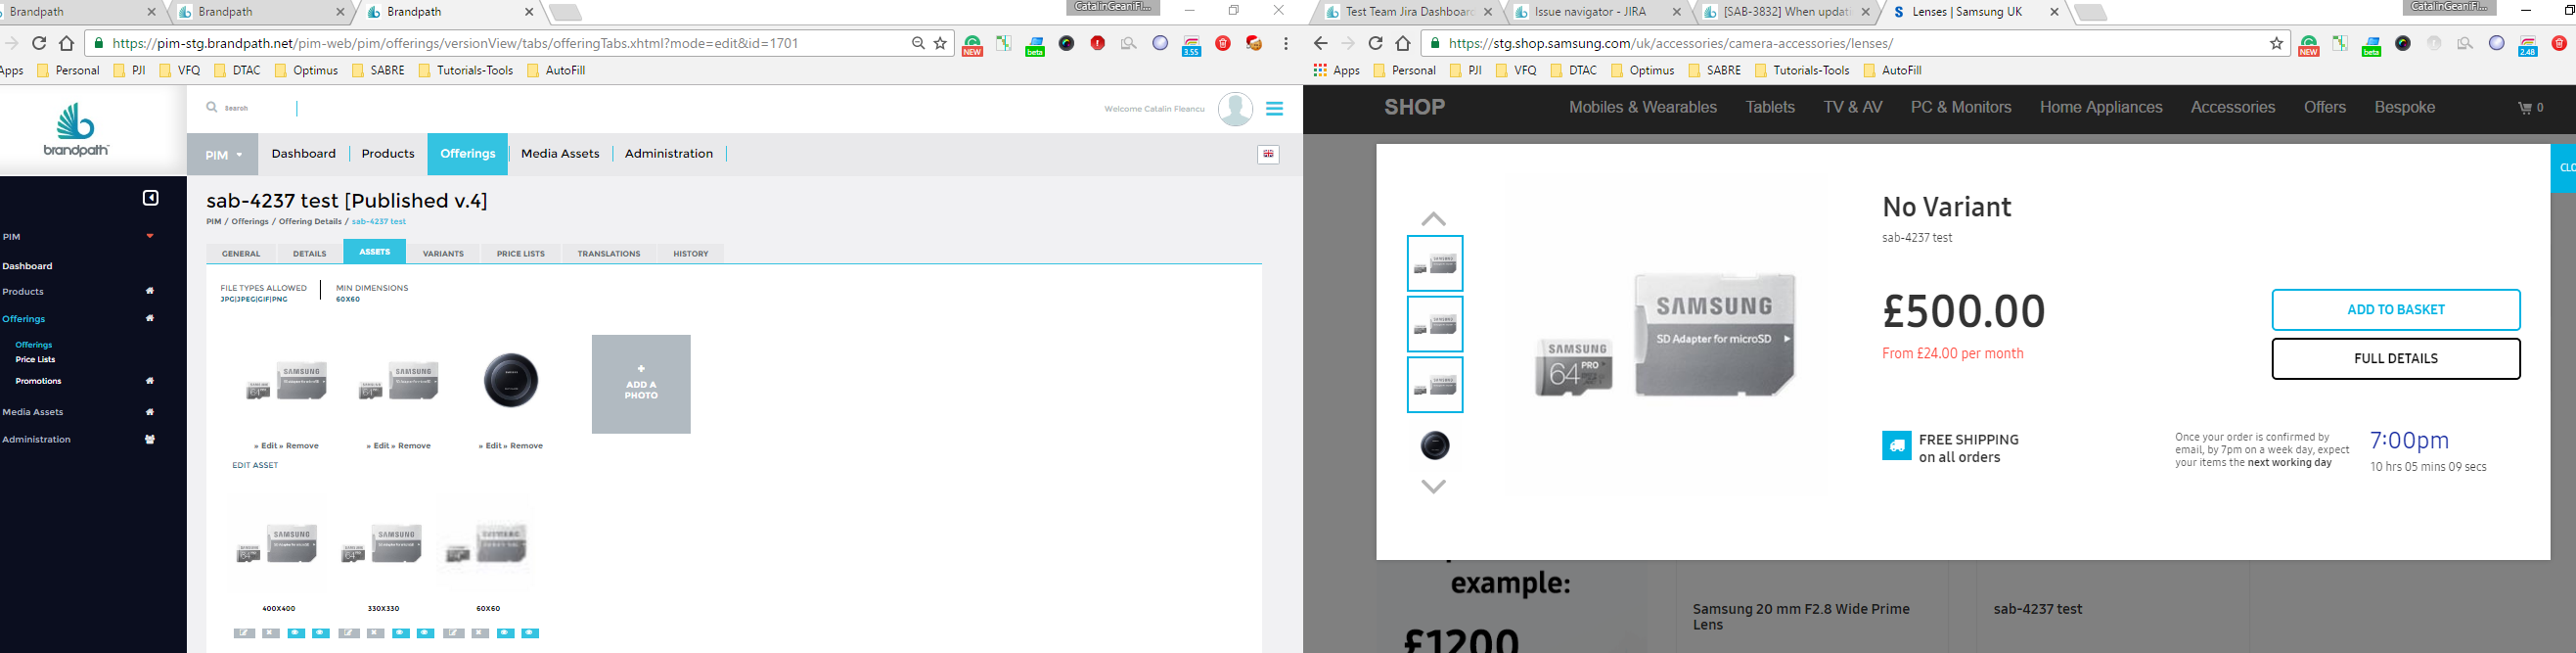 Brandpath
Brandpath
Brandpath
CatalinGeaniFl...
https://pim-stg.brandpath.net/pim-web/pim/offerings/versionView/tabs/offeringTabs.xhtml?mode=edit&id=1701
NEW
beta
3.55
Apps
Personal
PJI
VFQ
DTAC
Optimus
SABRE
Tutorials-Tools
AutoFill
brandpath
Search
Welcome Catalin Fleancu
PIM
Dashboard
Products
Offerings
Media Assets
Administration
PIM
Dashboard
Products
Offerings
Offerings
Price Lists
Promotions
Media Assets
Administration
sab-4237 test [Published v.4]
PIM / Offerings / Offering Details / sab-4237 test
GENERAL
DETAILS
ASSETS
VARIANTS
PRICE LISTS
TRANSLATIONS
HISTORY
FILE TYPES ALLOWED
JPG|JPEG|GIF|PNG
MIN DIMENSIONS
60X60
SAMSUNG
SAMSUNG
+
ADD A
PHOTO
» Edit » Remove
» Edit » Remove
» Edit » Remove
EDIT ASSET
SAMSUNG
64
SAMSUNG
64
400X400
330X330
60X60
Test Team Jira Dashboard
Issue navigator - JIRA
[SAB-3832] When updati
Lenses | Samsung UK
CatalinGeaniFl...
https://stg.shop.samsung.com/uk/accessories/camera-accessories/lenses/
NEW
beta
2.48
Apps
Personal
PJI
VFQ
DTAC
Optimus
SABRE
Tutorials-Tools
AutoFill
SHOP
Mobiles & Wearables
Tablets
TV & AV
PC & Monitors
Home Appliances
Accessories
Offers
Bespoke
0
CLO
SAMSUNG
SD Adapter for microSD
SAMSUNG
64 PRO
No Variant
sab-4237 test
£500.00
From £24.00 per month
ADD TO BASKET
FULL DETAILS
FREE SHIPPING
on all orders
Once your order is confirmed by
email, by 7pm on a week day, expect
your items the next working day
7:00pm
10 hrs 05 mins 09 secs
example:
£1200
Samsung 20 mm F2.8 Wide Prime
Lens
sab-4237 test